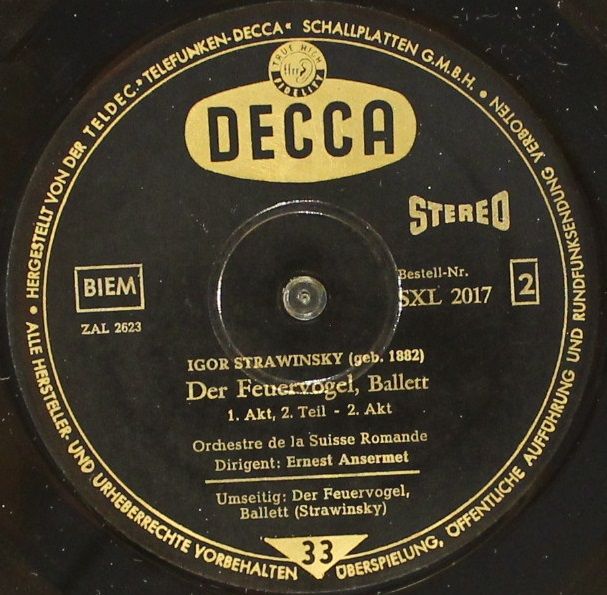 • HERGESTELLT VON DER TELDEC.» TELEFUNKEN-DECCA« SCHALLPLATTEN G.M.B.H. •
TRUE HIGH
ffrr
FIDELITY
DECCA
STEREO
BIEM
ZAL 2623
Bestell-Nr.
SXL 2017
2
IGOR STRAWINSKY (geb. 1882)
Der Feuervogel, Ballett
1. Akt, 2. Teil - 2. Akt
Orchestre de la Suisse Romande
Dirigent: Ernest Ansermet
Umseitig: Der Feuervogel,
Ballett (Strawinsky)
33
ALLE HERSTELLER- UND URHEBERRECHTE VORBEHALTEN
ÜBERSPIELUNG, ÖFFENTLICHE AUFFÜHRUNG UND RUNDFUNKSENDUNG VERBOTEN